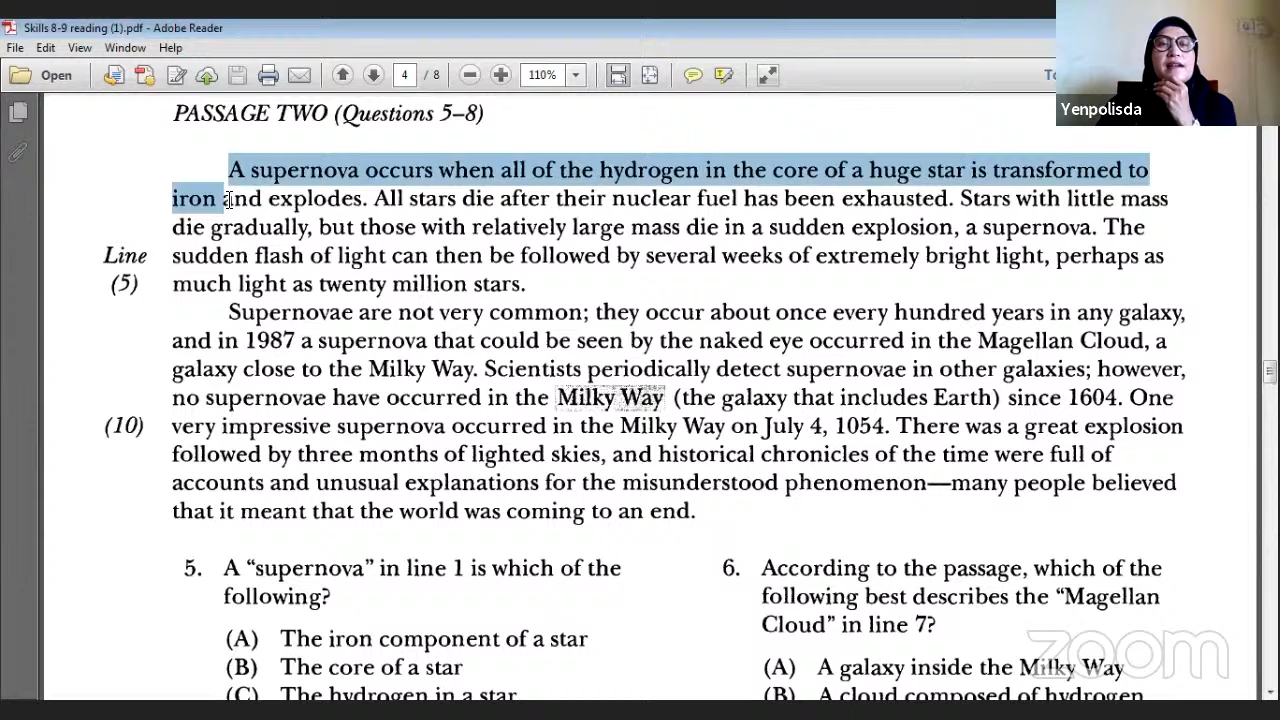 Skills 8-9 reading (1).pdf - Adobe Reader
File Edit View Window Help
Open 4 / 8 110% To
Yenpolisda
PASSAGE TWO (Questions 5–8)
A supernova occurs when all of the hydrogen in the core of a huge star is transformed to
iron and explodes. All stars die after their nuclear fuel has been exhausted. Stars with little mass
die gradually, but those with relatively large mass die in a sudden explosion, a supernova. The
Line sudden flash of light can then be followed by several weeks of extremely bright light, perhaps as
(5) much light as twenty million stars.
Supernovae are not very common; they occur about once every hundred years in any galaxy,
and in 1987 a supernova that could be seen by the naked eye occurred in the Magellan Cloud, a
galaxy close to the Milky Way. Scientists periodically detect supernovae in other galaxies; however,
no supernovae have occurred in the Milky Way (the galaxy that includes Earth) since 1604. One
(10) very impressive supernova occurred in the Milky Way on July 4, 1054. There was a great explosion
followed by three months of lighted skies, and historical chronicles of the time were full of
accounts and unusual explanations for the misunderstood phenomenon—many people believed
that it meant that the world was coming to an end.
5. A “supernova” in line 1 is which of the
following?
(A) The iron component of a star
(B) The core of a star
(C) The hydrogen in a star
6. According to the passage, which of the
following best describes the “Magellan
Cloud” in line 7?
(A) A galaxy inside the Milky Way
(B) A cloud composed of hydrogen
zoom